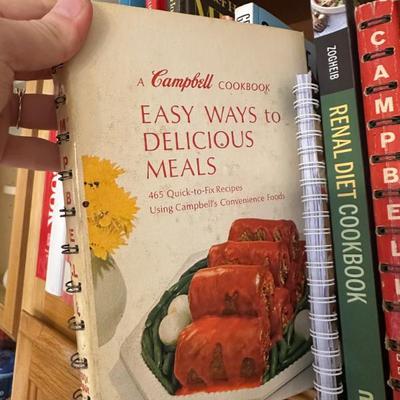 A Campbell COOKBOOK
EASY WAYS to
DELICIOUS
MEALS
465 Quick-to-Fix Recipes
Using Campbell's Convenience Foods
ZOGHEIB
RENAL DIET COOKBOOK
CAMPBELL